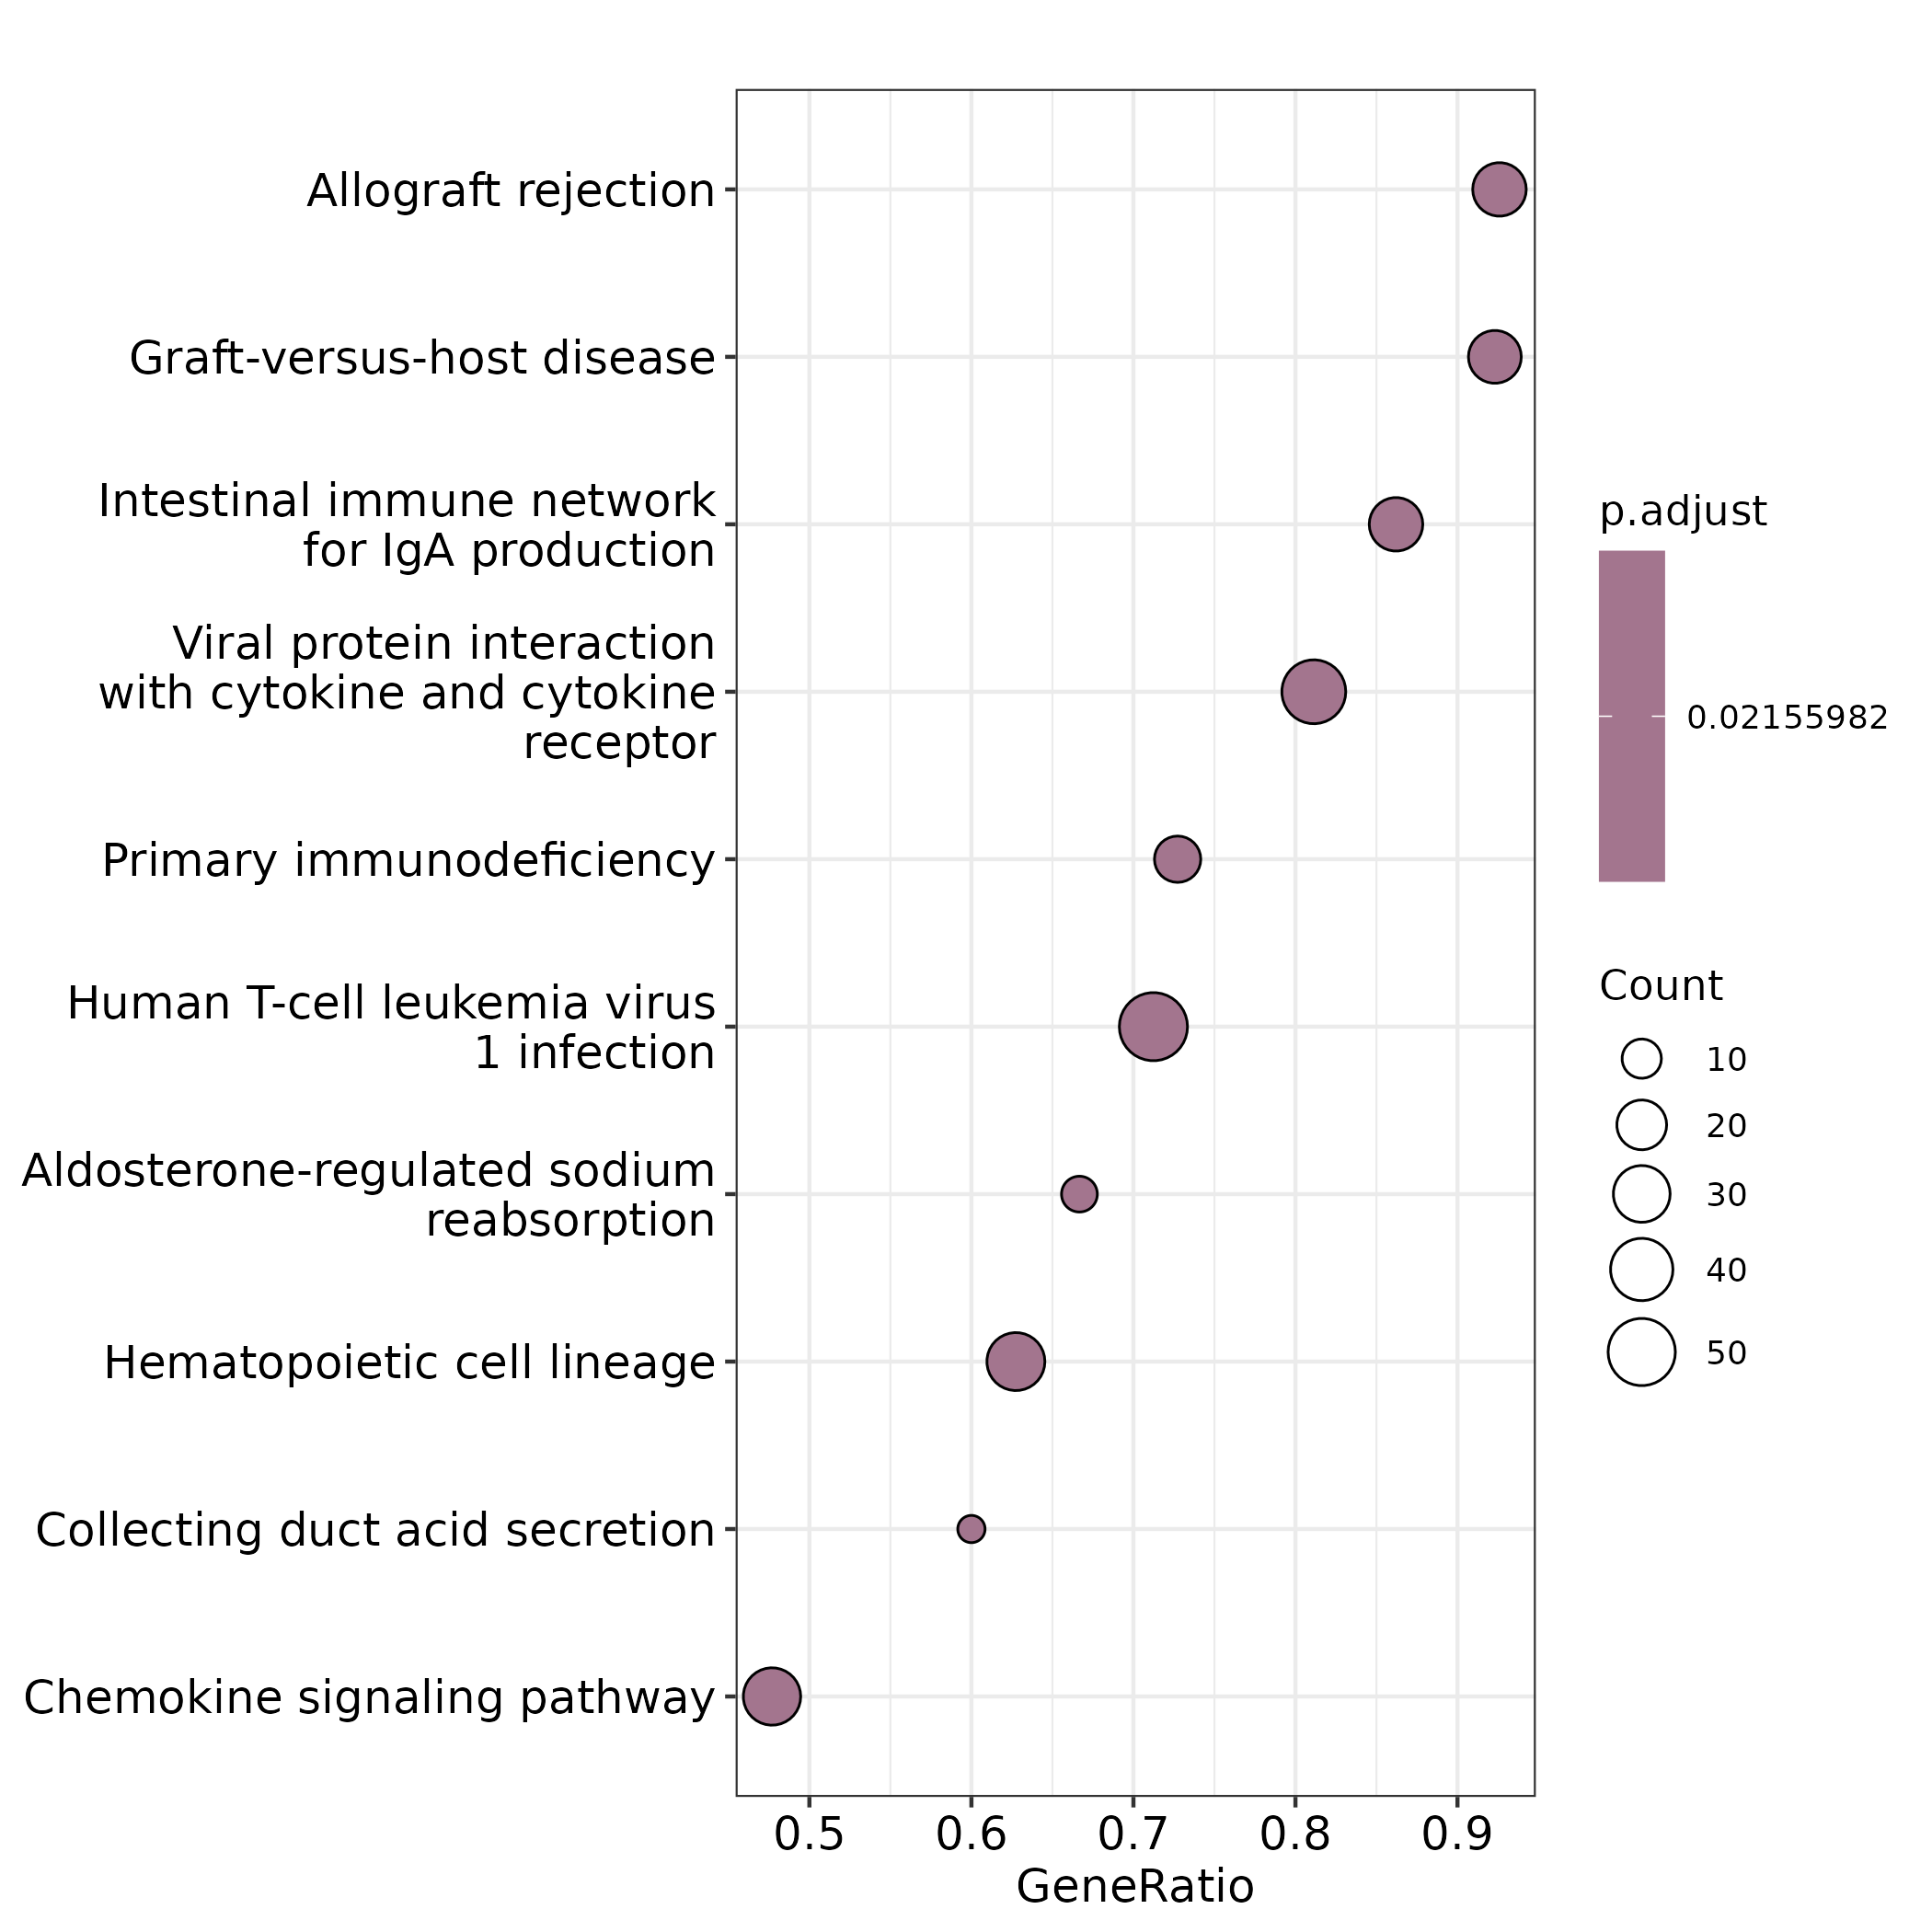 Allograft rejection
Graft-versus-host disease
Intestinal immune network
for IgA production
Viral protein interaction
with cytokine and cytokine
receptor
Primary immunodeficiency
Human T-cell leukemia virus
1 infection
Aldosterone-regulated sodium
reabsorption
Hematopoietic cell lineage
Collecting duct acid secretion
Chemokine signaling pathway
0.5 0.6 0.7 0.8 0.9
GeneRatio
p.adjust
0.02155982
Count
10
20
30
40
50